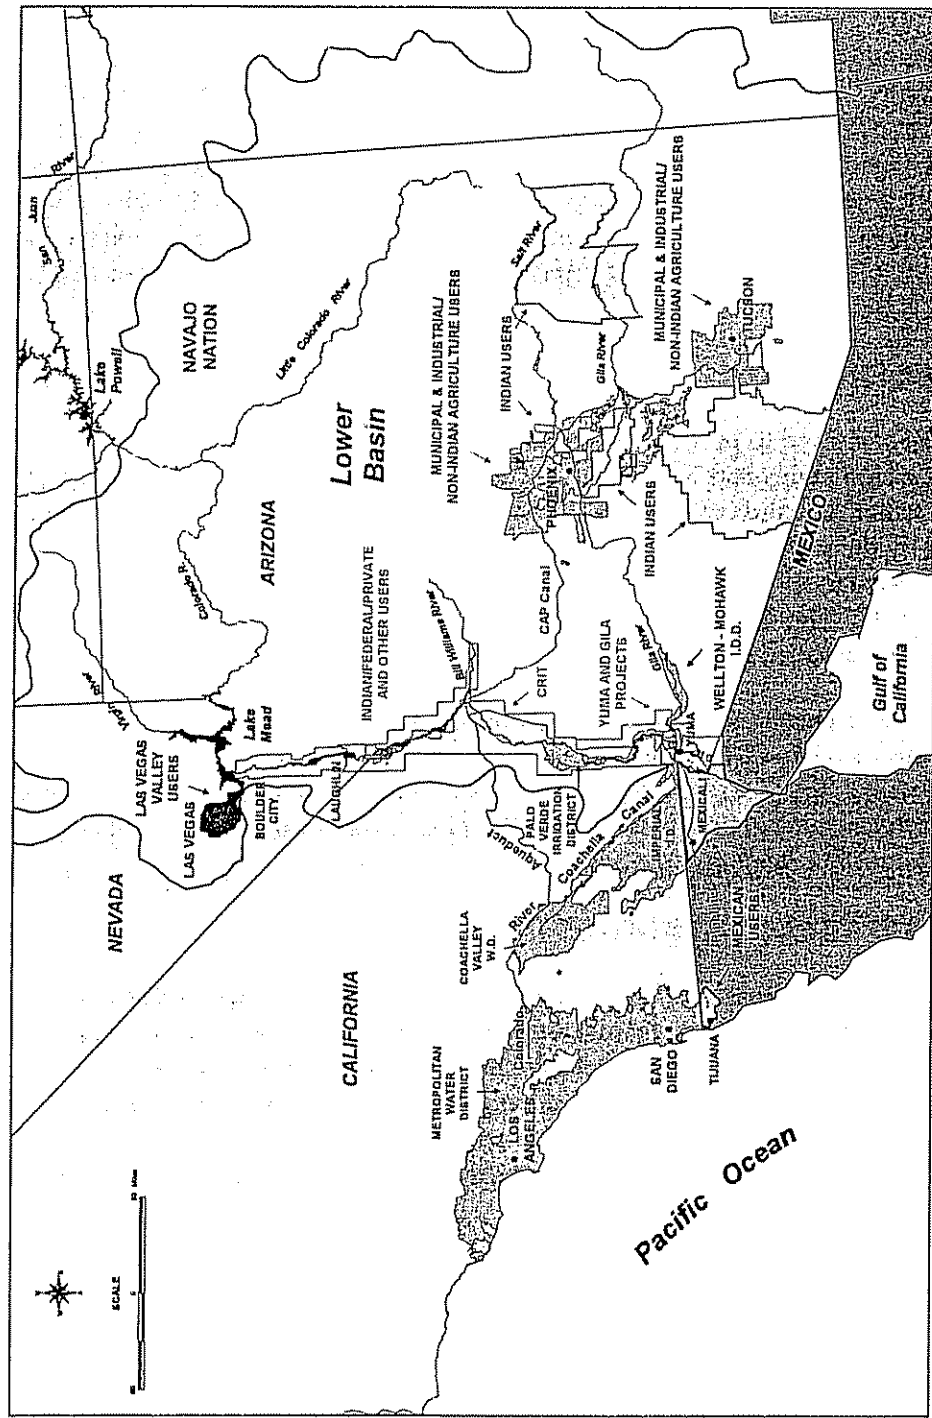 SCALE
NEVADA
LAS VEGAS
VALLEY
USERS
LAS VEGAS
BOULDER
CITY
Lake
Mead
Virgin
River
LAUGHLIN
Colorado R.
ARIZONA
Lake
Powell
San
Juan
River
NAVAJO
NATION
Little Colorado River
Lower
Basin
CALIFORNIA
INDIAN/FEDERAL/PRIVATE
AND OTHER USERS
Bill Williams River
MUNICIPAL & INDUSTRIAL/
NON-INDIAN AGRICULTURE USERS
INDIAN USERS
Salt River
METROPOLITAN
WATER
DISTRICT
COACHELLA
VALLEY
W.D.
Colorado
River
Aqueduct
PALO
VERDE
IRRIGATION
DISTRICT
Coachella
Canal
CRIT
CAP Canal
PHOENIX
Gila River
LOS
ANGELES
IMPERIAL
I.D.
YUMA AND GILA
PROJECTS
Gila River
INDIAN USERS
MUNICIPAL & INDUSTRIAL/
NON-INDIAN AGRICULTURE USERS
TUCSON
SAN
DIEGO
TIJUANA
MEXICAN
USERS
MEXICALI
YUMA
WELLTON - MOHAWK
I.D.D.
MEXICO
Pacific Ocean
Gulf of
California